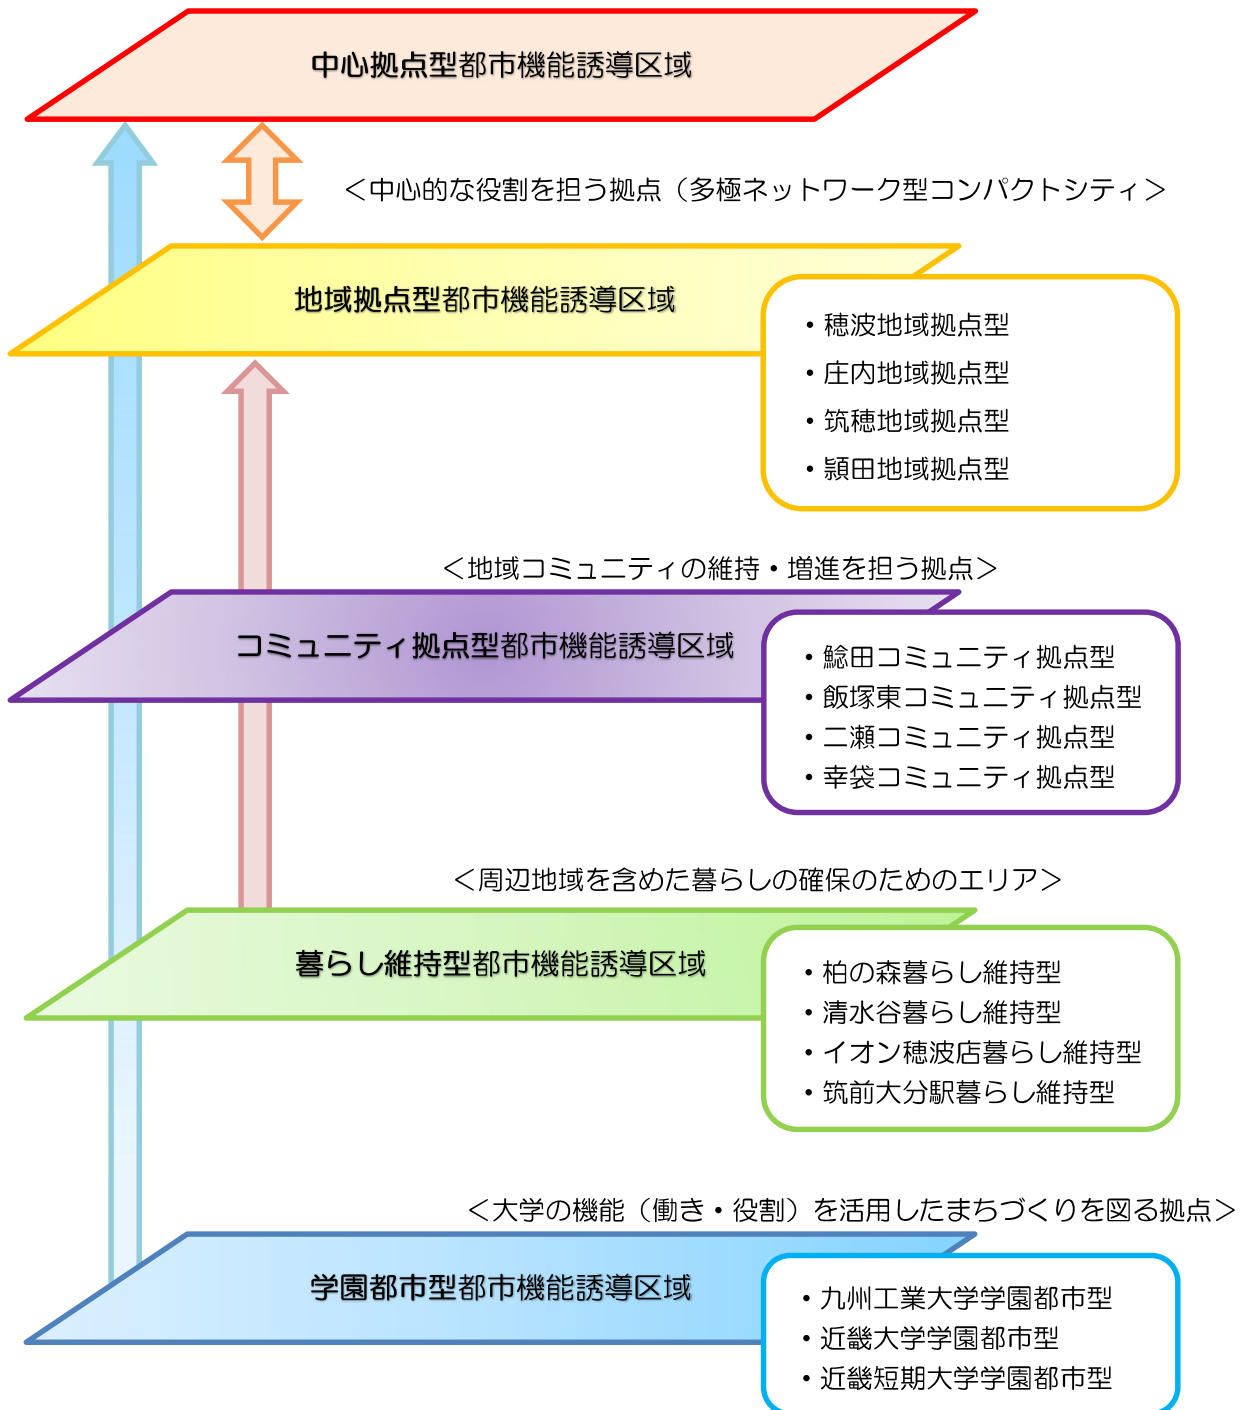 中心拠点型都市機能誘導区域
＜中心的な役割を担う拠点（多極ネットワーク型コンパクトシティ＞
地域拠点型都市機能誘導区域
・穂波地域拠点型
・庄内地域拠点型
・筑穂地域拠点型
・頴田地域拠点型
＜地域コミュニティの維持・増進を担う拠点＞
コミュニティ拠点型都市機能誘導区域
・鯰田コミュニティ拠点型
・飯塚東コミュニティ拠点型
・二瀬コミュニティ拠点型
・幸袋コミュニティ拠点型
＜周辺地域を含めた暮らしの確保のためのエリア＞
暮らし維持型都市機能誘導区域
・柏の森暮らし維持型
・清水谷暮らし維持型
・イオン穂波店暮らし維持型
・筑前大分駅暮らし維持型
＜大学の機能（働き・役割）を活用したまちづくりを図る拠点＞
学園都市型都市機能誘導区域
・九州工業大学学園都市型
・近畿大学学園都市型
・近畿短期大学学園都市型